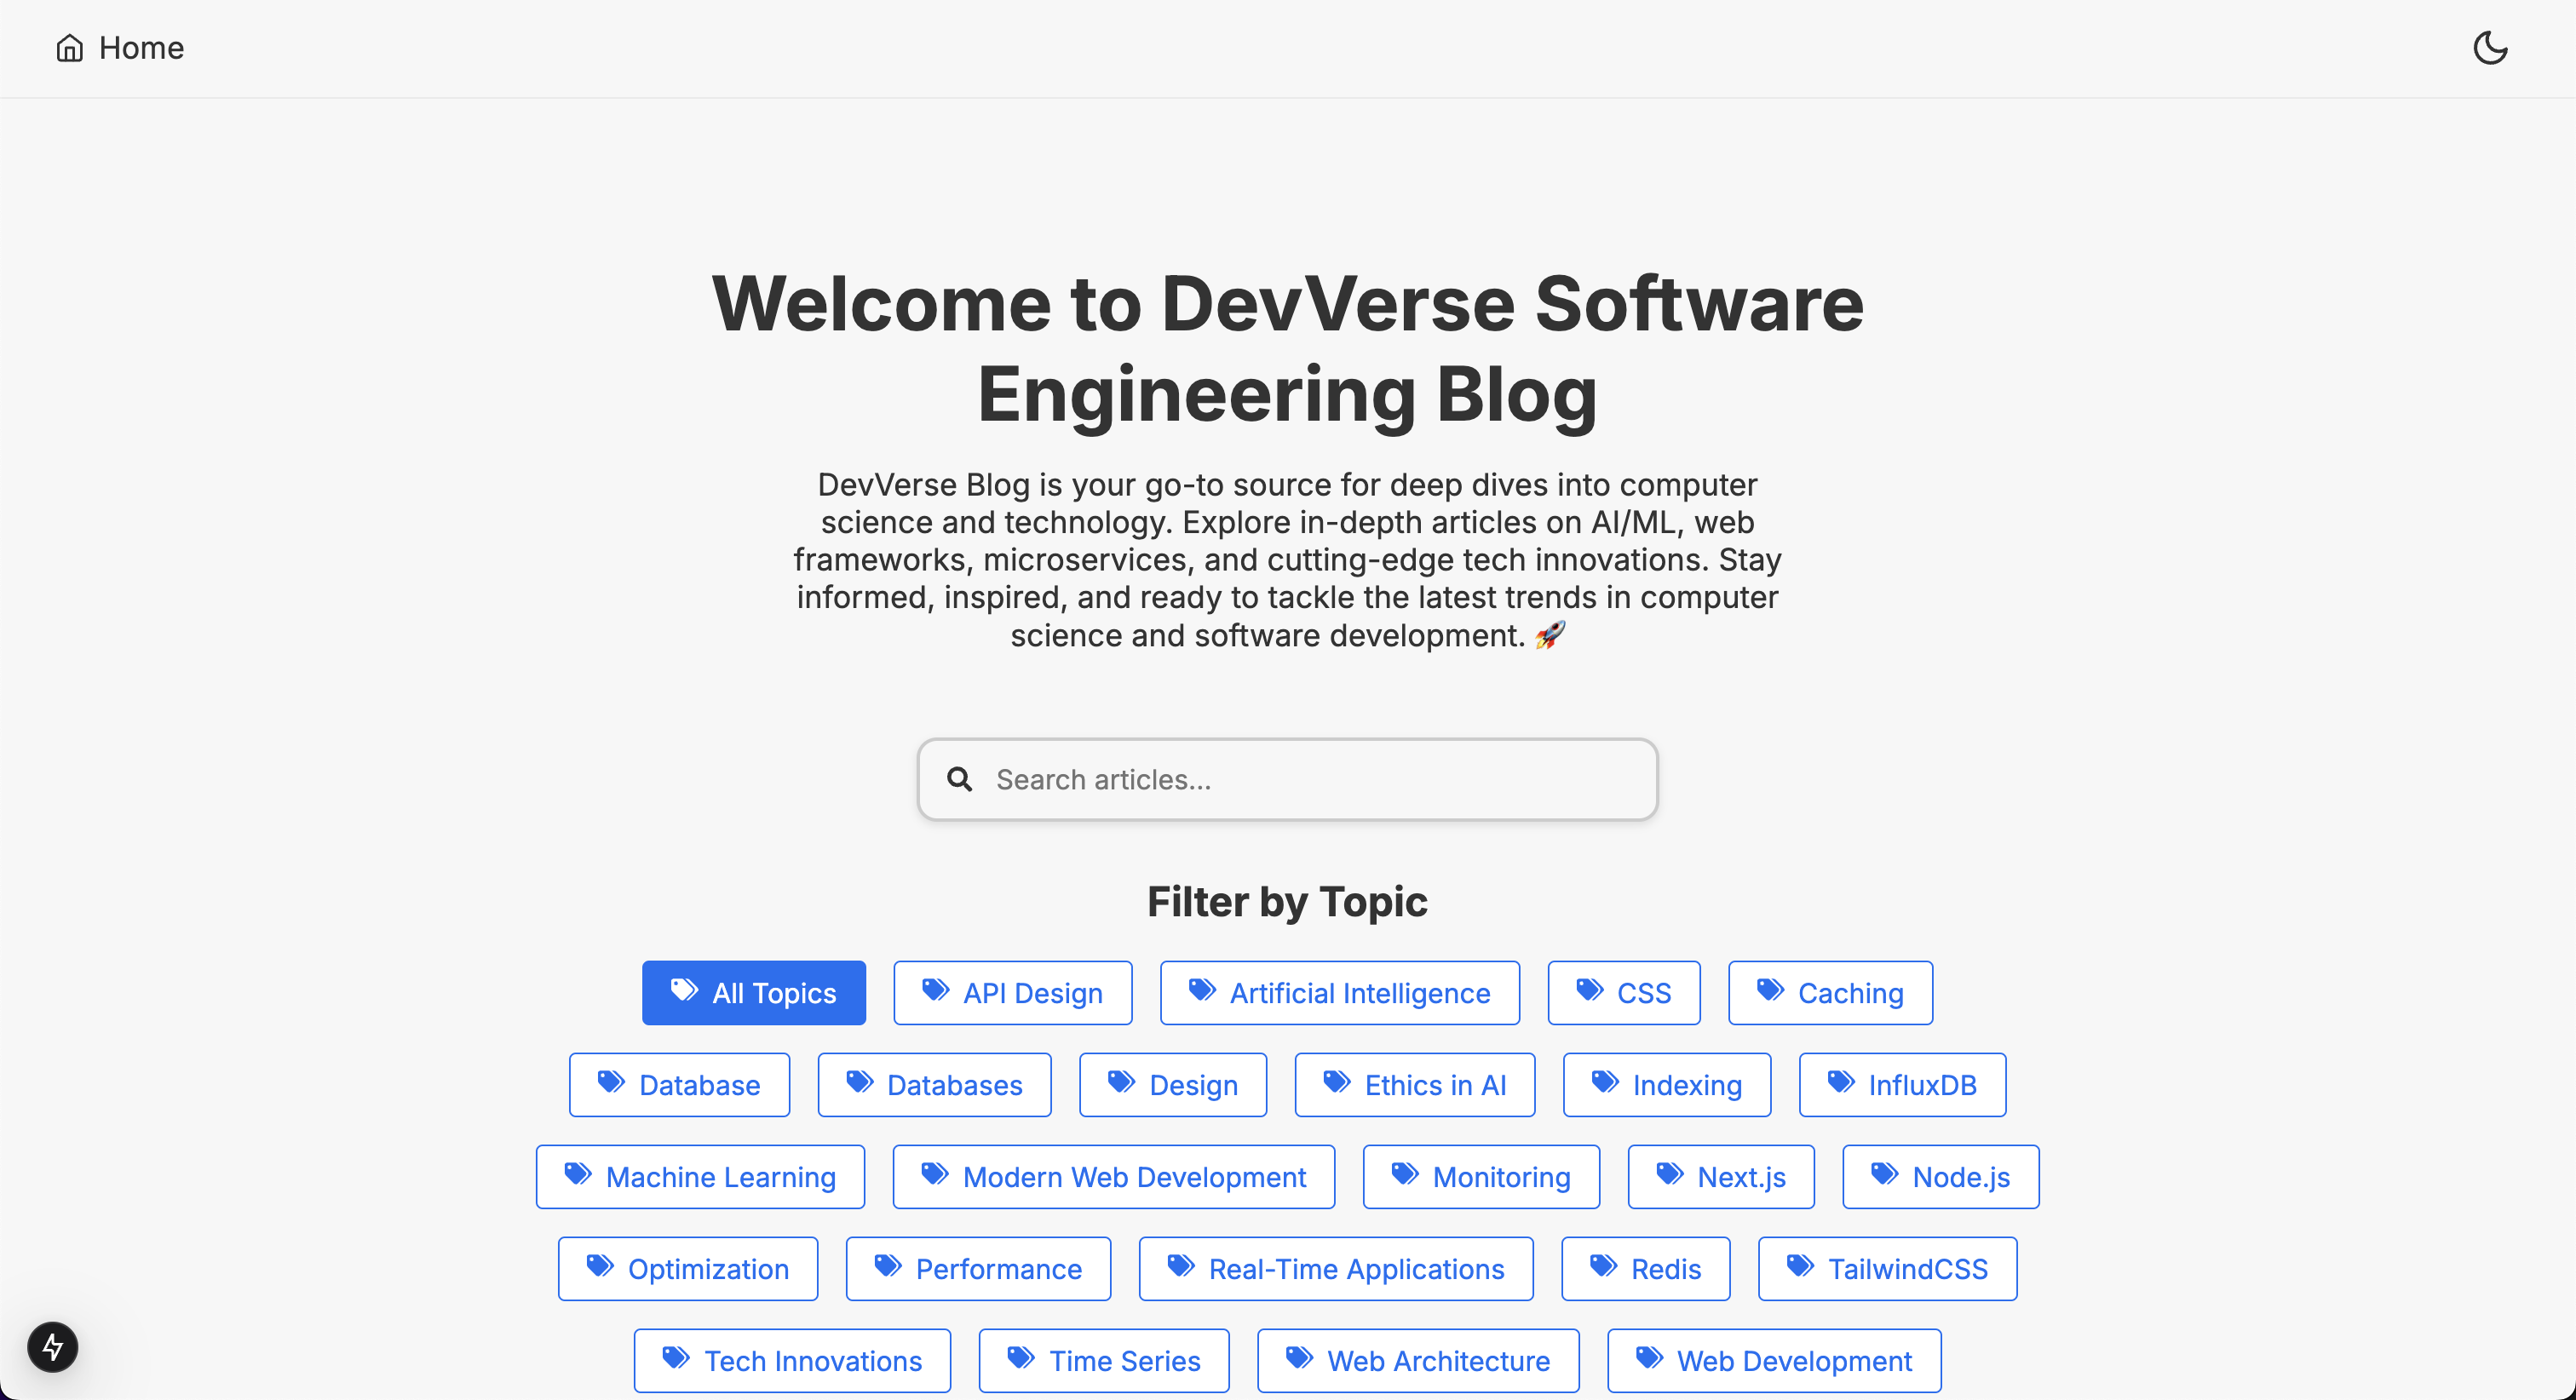 Home
Welcome to DevVerse Software
Engineering Blog
DevVerse Blog is your go-to source for deep dives into computer
science and technology. Explore in-depth articles on AI/ML, web
frameworks, microservices, and cutting-edge tech innovations. Stay
informed, inspired, and ready to tackle the latest trends in computer
science and software development. 🚀
Search articles...
Filter by Topic
All Topics API Design Artificial Intelligence CSS Caching
Database Databases Design Ethics in AI Indexing InfluxDB
Machine Learning Modern Web Development Monitoring Next.js Node.js
Optimization Performance Real-Time Applications Redis TailwindCSS
Tech Innovations Time Series Web Architecture Web Development